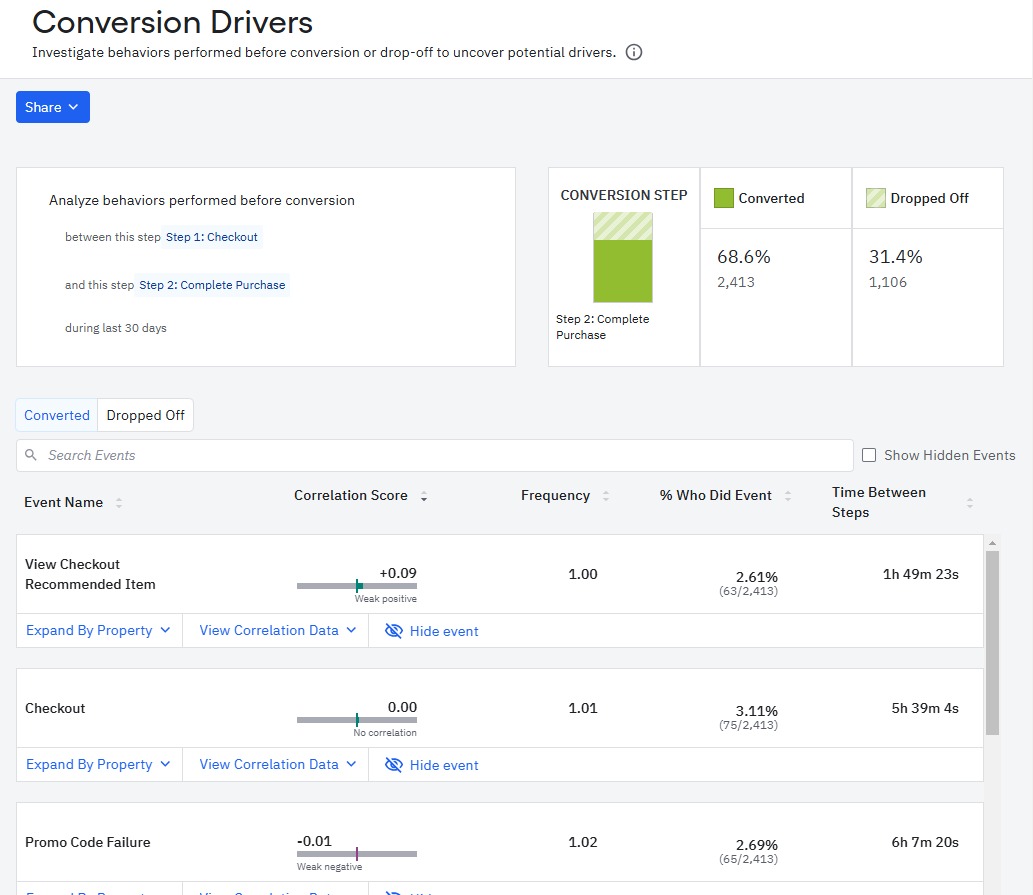 Conversion Drivers
Investigate behaviors performed before conversion or drop-off to uncover potential drivers.
Share
Analyze behaviors performed before conversion
between this step Step 1: Checkout
and this step Step 2: Complete Purchase
during last 30 days
CONVERSION STEP
Step 2: Complete
Purchase
Converted
68.6%
2,413
Dropped Off
31.4%
1,106
Converted Dropped Off
Search Events
Show Hidden Events
Event Name Correlation Score Frequency % Who Did Event Time Between
Steps
View Checkout
Recommended Item
+0.09
Weak positive
1.00
2.61%
(63/2,413)
1h 49m 23s
Expand By Property View Correlation Data Hide event
Checkout
0.00
No correlation
1.01
3.11%
(75/2,413)
5h 39m 4s
Expand By Property View Correlation Data Hide event
Promo Code Failure
-0.01
Weak negative
1.02
2.69%
(65/2,413)
6h 7m 20s